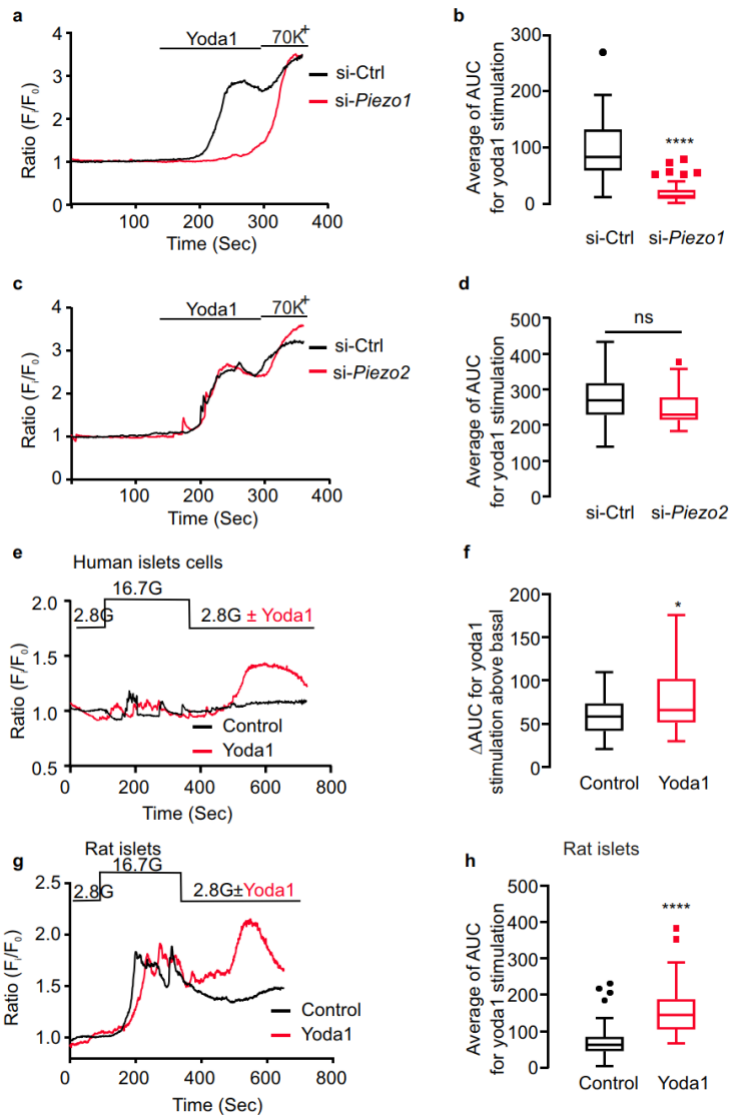 a
Yoda1
70K+
4
3
2
1
0
Ratio (Fi/F0)
si-Ctrl
si-Piezo1
100
200
300
400
Time (Sec)
b
300
200
100
0
Average of AUC
for yoda1 stimulation
****
si-Ctrl
si-Piezo1
c
Yoda1
70K+
4
3
2
1
0
Ratio (Fi/F0)
si-Ctrl
si-Piezo2
100
200
300
400
Time (Sec)
d
500
400
300
200
100
0
Average of AUC
for yoda1 stimulation
ns
si-Ctrl
si-Piezo2
e
Human islets cells
16.7G
2.8G
2.8G ± Yoda1
2.0
1.5
1.0
0.5
Ratio (Fi/F0)
Control
Yoda1
0
200
400
600
800
Time (Sec)
f
200
150
100
50
0
ΔAUC for yoda1
stimulation above basal
*
Control
Yoda1
g
Rat islets
16.7G
2.8G
2.8G±Yoda1
2.5
2.0
1.5
1.0
Ratio (Fi/F0)
Control
Yoda1
0
200
400
600
800
Time (Sec)
h
Rat islets
500
400
300
200
100
0
Average of AUC
for yoda1 stimulation
****
Control
Yoda1